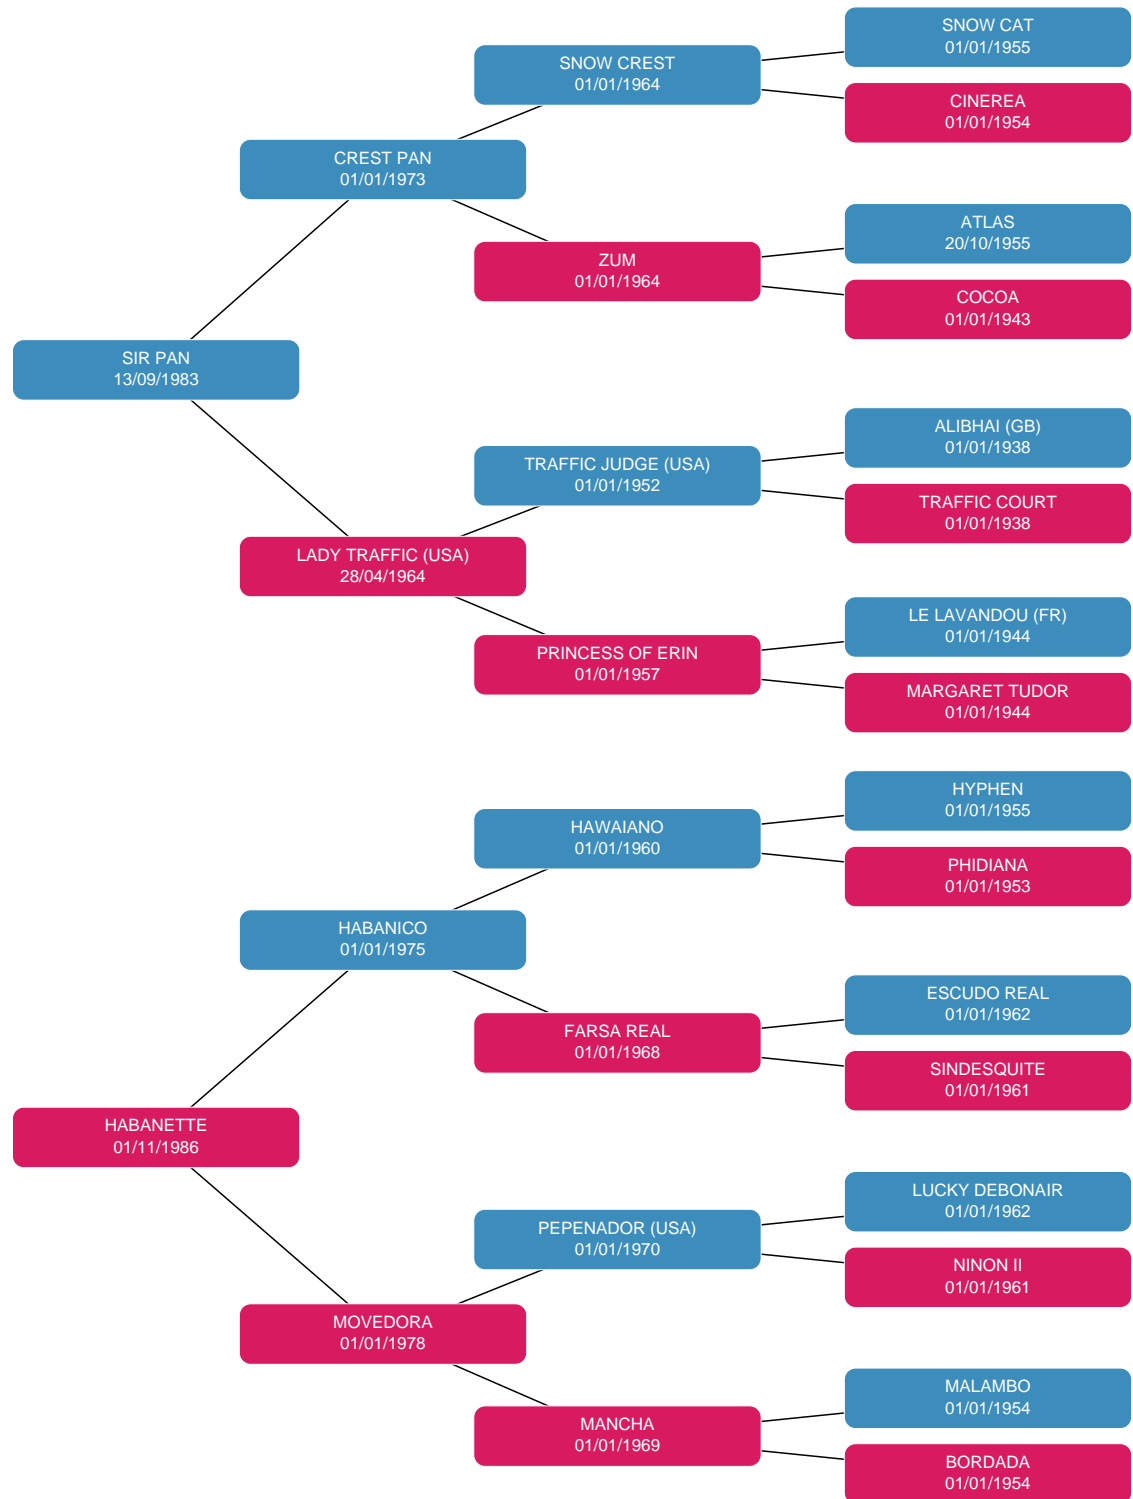 SNOW CAT
01/01/1955
SNOW CREST
01/01/1964
CINEREA
01/01/1954
CREST PAN
01/01/1973
ATLAS
20/10/1955
ZUM
01/01/1964
COCOA
01/01/1943
SIR PAN
13/09/1983
ALIBHAI (GB)
01/01/1938
TRAFFIC JUDGE (USA)
01/01/1952
TRAFFIC COURT
01/01/1938
LADY TRAFFIC (USA)
28/04/1964
LE LAVANDOU (FR)
01/01/1944
PRINCESS OF ERIN
01/01/1957
MARGARET TUDOR
01/01/1944
HYPHEN
01/01/1955
HAWAIANO
01/01/1960
PHIDIANA
01/01/1953
HABANICO
01/01/1975
ESCUDO REAL
01/01/1962
FARSA REAL
01/01/1968
SINDESQUITE
01/01/1961
HABANETTE
01/11/1986
LUCKY DEBONAIR
01/01/1962
PEPENADOR (USA)
01/01/1970
NINON II
01/01/1961
MOVEDORA
01/01/1978
MALAMBO
01/01/1954
MANCHA
01/01/1969
BORDADA
01/01/1954